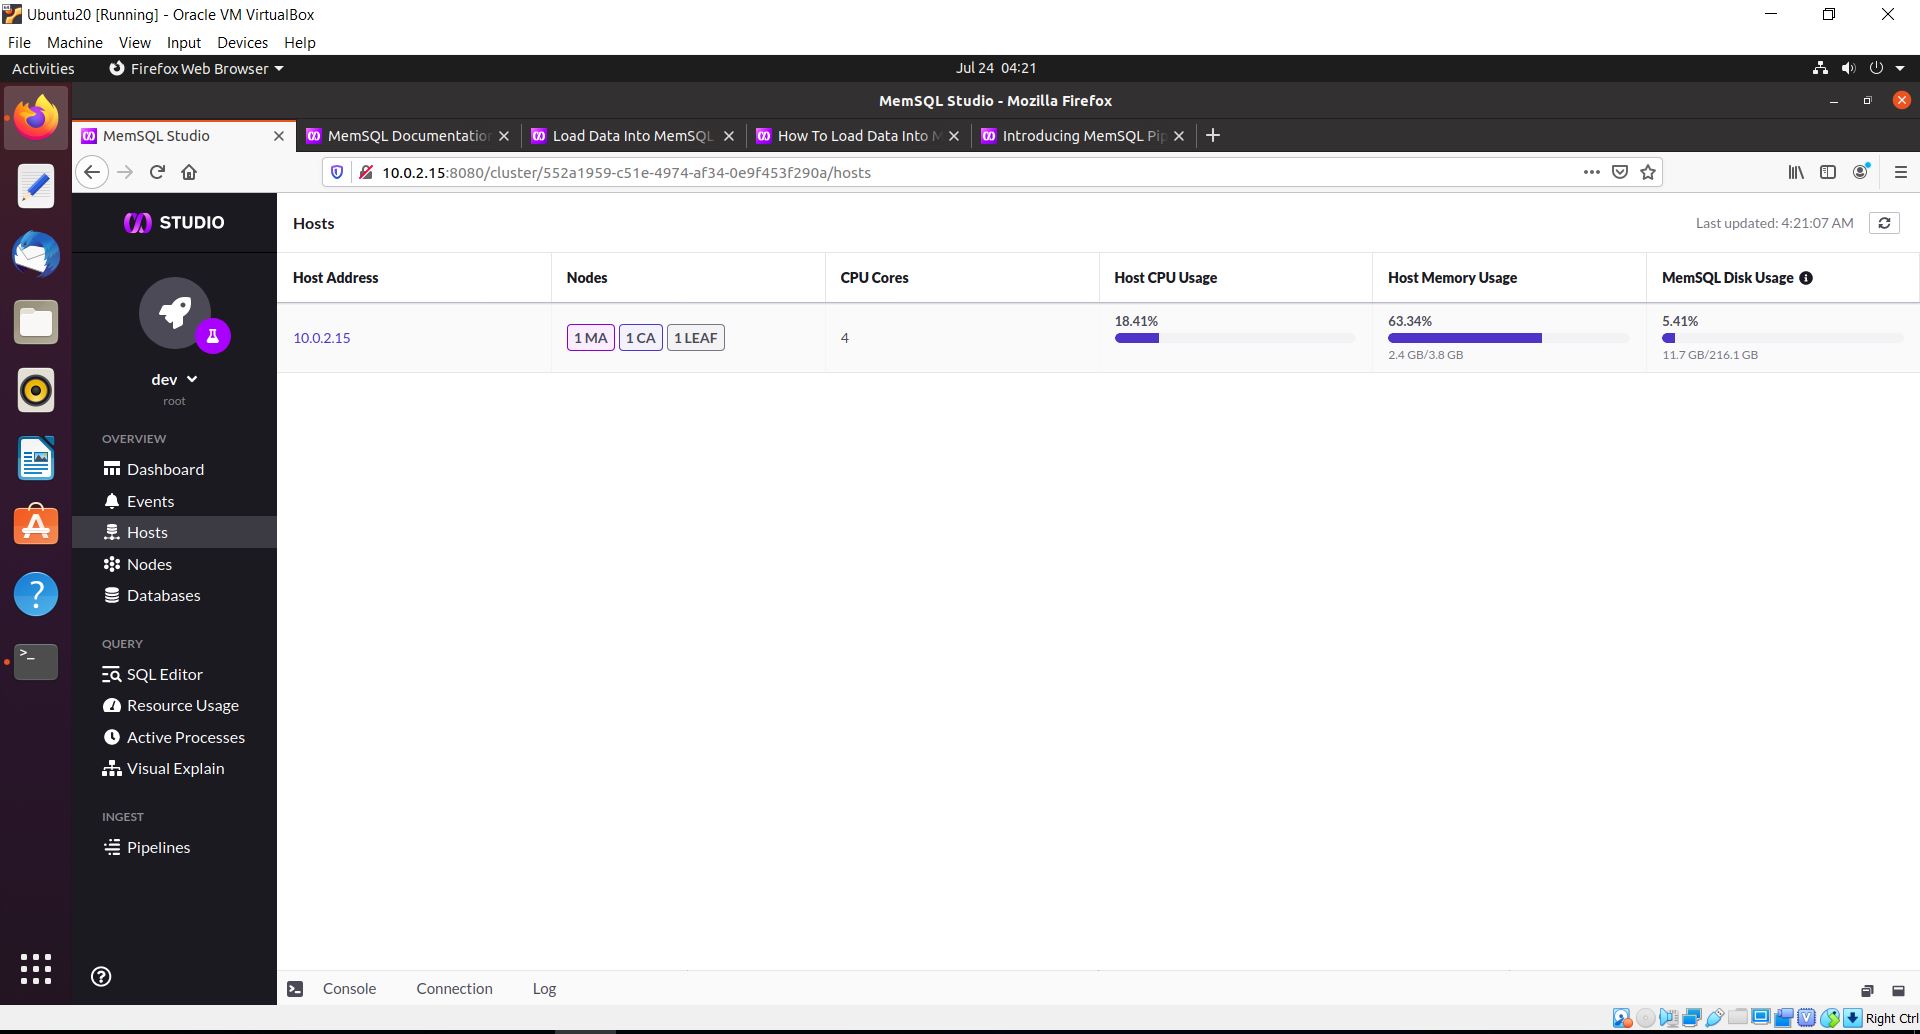 Ubuntu20 [Running] - Oracle VM VirtualBox
File Machine View Input Devices Help
Activities Firefox Web Browser Jul 24 04:21
MemSQL Studio - Mozilla Firefox
MemSQL Studio MemSQL Documentation Load Data Into MemSQL How To Load Data Into M Introducing MemSQL Pip
10.0.2.15:8080/cluster/552a1959-c51e-4974-af34-0e9f453f290a/hosts
STUDIO
Hosts Last updated: 4:21:07 AM
Host Address Nodes CPU Cores Host CPU Usage Host Memory Usage MemSQL Disk Usage
10.0.2.15 1 MA 1 CA 1 LEAF 4
18.41% 63.34% 5.41%
2.4 GB/3.8 GB 11.7 GB/216.1 GB
dev
root
OVERVIEW
Dashboard
Events
Hosts
Nodes
Databases
QUERY
SQL Editor
Resource Usage
Active Processes
Visual Explain
INGEST
Pipelines
Console Connection Log
Right Ctrl